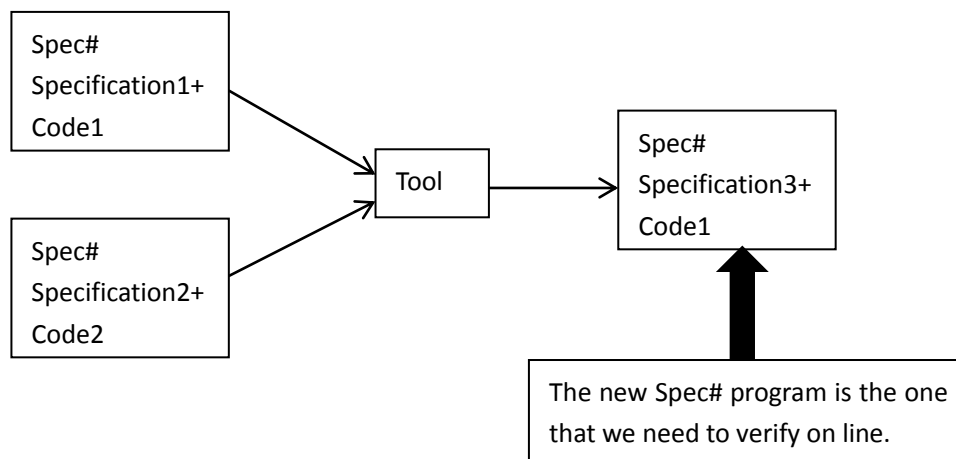 Spec#
Specification1+
Code1
Spec#
Specification2+
Code2
Tool
Spec#
Specification3+
Code1
The new Spec# program is the one
that we need to verify on line.